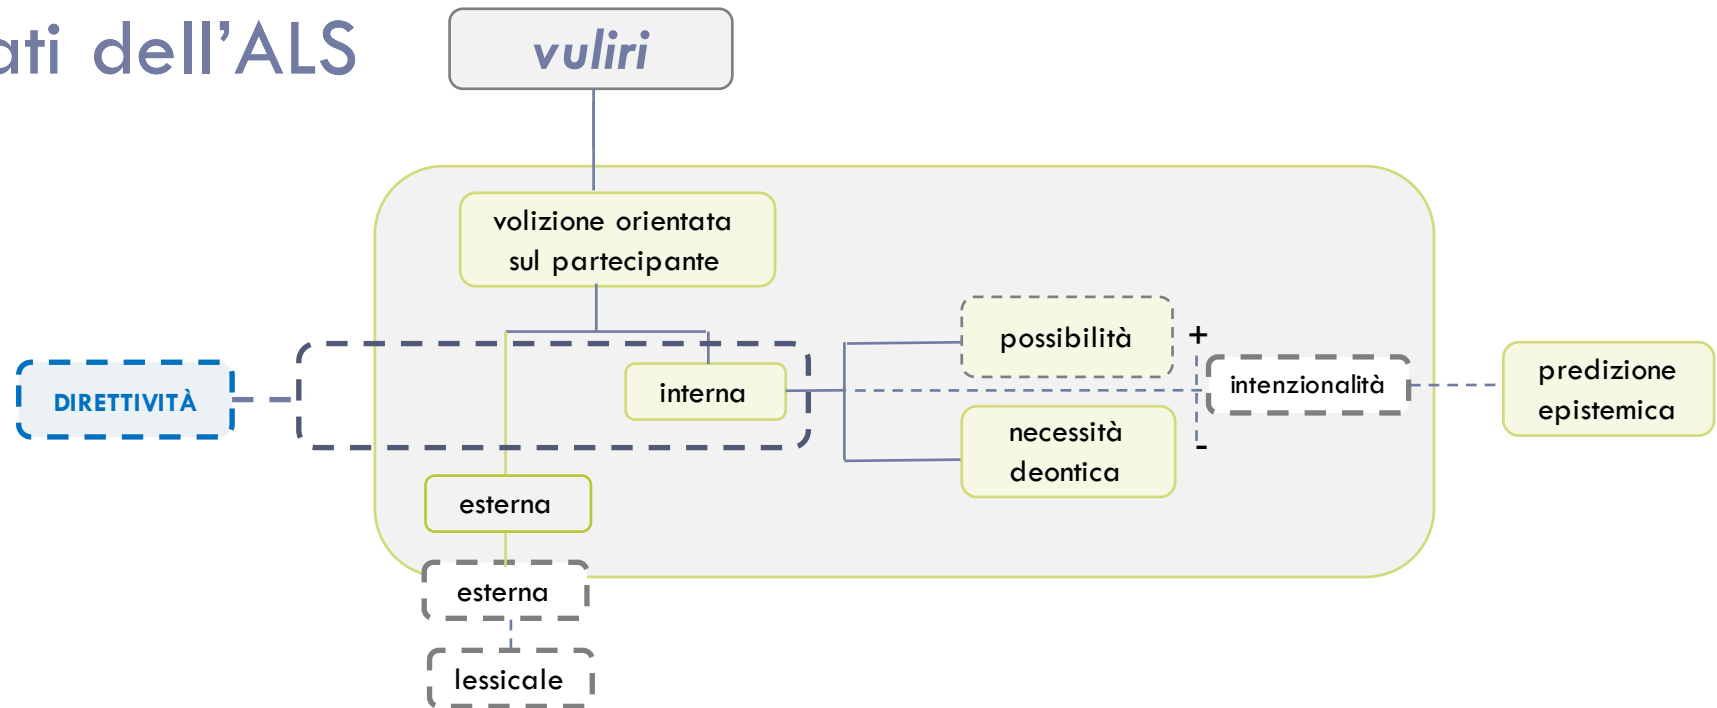 ati dell’ALS
vuliri
volizione orientata
sul partecipante
possibilità
+
DIRETTIVITÀ
interna
intenzionalità
predizione
epistemica
necessità
deontica
-
esterna
esterna
lessicale